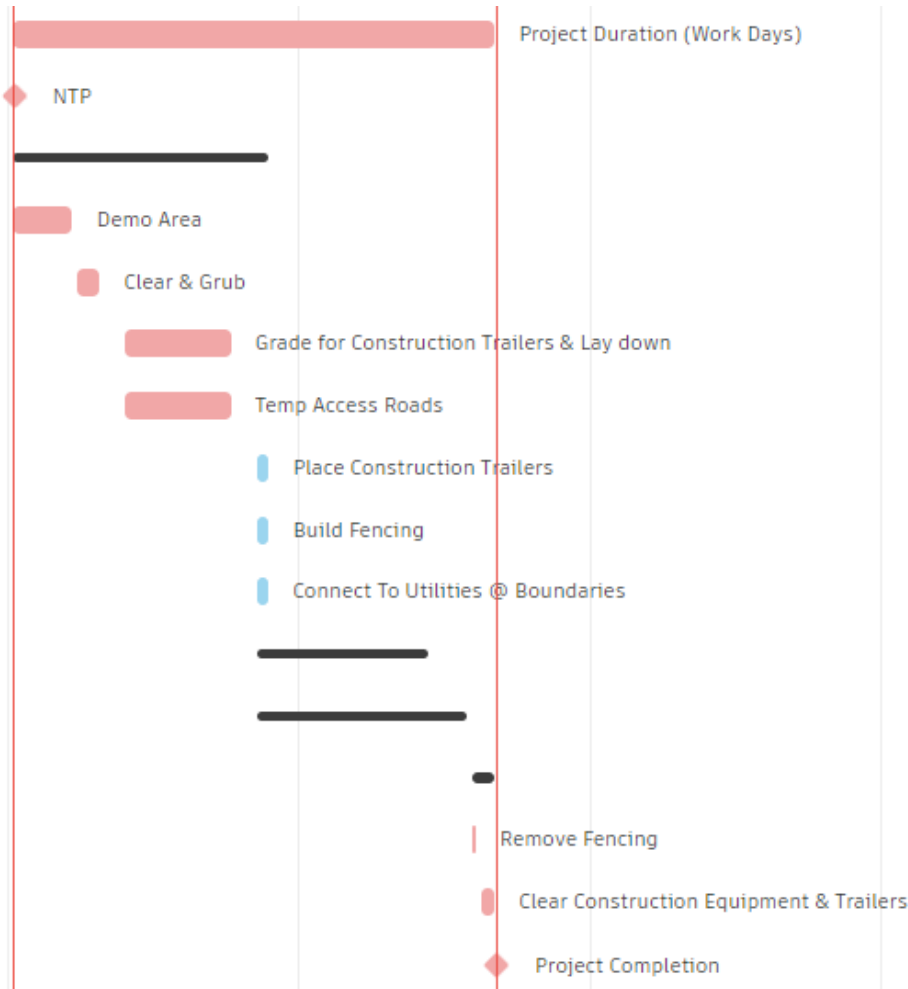 Project Duration (Work Days)
NTP
Demo Area
Clear & Grub
Grade for Construction Trailers & Lay down
Temp Access Roads
Place Construction Trailers
Build Fencing
Connect To Utilities @ Boundaries
Remove Fencing
Clear Construction Equipment & Trailers
Project Completion